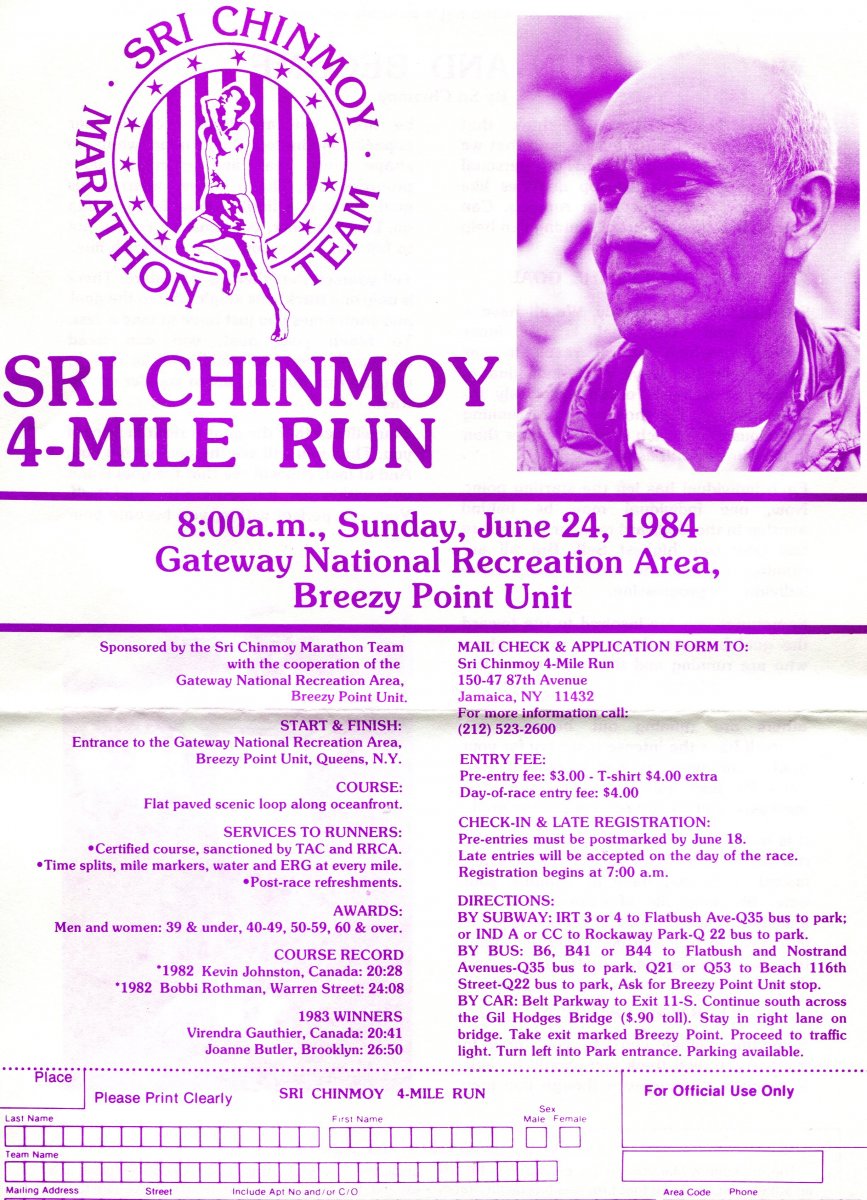 SRI CHINMOY
MARATHON TEAM
SRI CHINMOY
4-MILE RUN
8:00a.m., Sunday, June 24, 1984
Gateway National Recreation Area,
Breezy Point Unit
Sponsored by the Sri Chinmoy Marathon Team
with the cooperation of the
Gateway National Recreation Area,
Breezy Point Unit.
START & FINISH:
Entrance to the Gateway National Recreation Area,
Breezy Point Unit, Queens, N.Y.
COURSE:
Flat paved scenic loop along oceanfront.
SERVICES TO RUNNERS:
•Certified course, sanctioned by TAC and RRCA.
•Time splits, mile markers, water and ERG at every mile.
•Post-race refreshments.
AWARDS:
Men and women: 39 & under, 40-49, 50-59, 60 & over.
COURSE RECORD
*1982 Kevin Johnston, Canada: 20:28
*1982 Bobbi Rothman, Warren Street: 24:08
1983 WINNERS
Virendra Gauthier, Canada: 20:41
Joanne Butler, Brooklyn: 26:50
MAIL CHECK & APPLICATION FORM TO:
Sri Chinmoy 4-Mile Run
150-47 87th Avenue
Jamaica, NY 11432
For more information call:
(212) 523-2600
ENTRY FEE:
Pre-entry fee: $3.00 - T-shirt $4.00 extra
Day-of-race entry fee: $4.00
CHECK-IN & LATE REGISTRATION:
Pre-entries must be postmarked by June 18.
Late entries will be accepted on the day of the race.
Registration begins at 7:00 a.m.
DIRECTIONS:
BY SUBWAY: IRT 3 or 4 to Flatbush Ave-Q35 bus to park;
or IND A or CC to Rockaway Park-Q 22 bus to park.
BY BUS: B6, B41 or B44 to Flatbush and Nostrand
Avenues-Q35 bus to park. Q21 or Q53 to Beach 116th
Street-Q22 bus to park, Ask for Breezy Point Unit stop.
BY CAR: Belt Parkway to Exit 11-S. Continue south across
the Gil Hodges Bridge ($.90 toll). Stay in right lane on
bridge. Take exit marked Breezy Point. Proceed to traffic
light. Turn left into Park entrance. Parking available.
Place
Please Print Clearly
SRI CHINMOY 4-MILE RUN
For Official Use Only
Last Name
First Name
Sex
Male Female
Team Name
Mailing Address Street Include Apt No and/or C/O
Area Code Phone